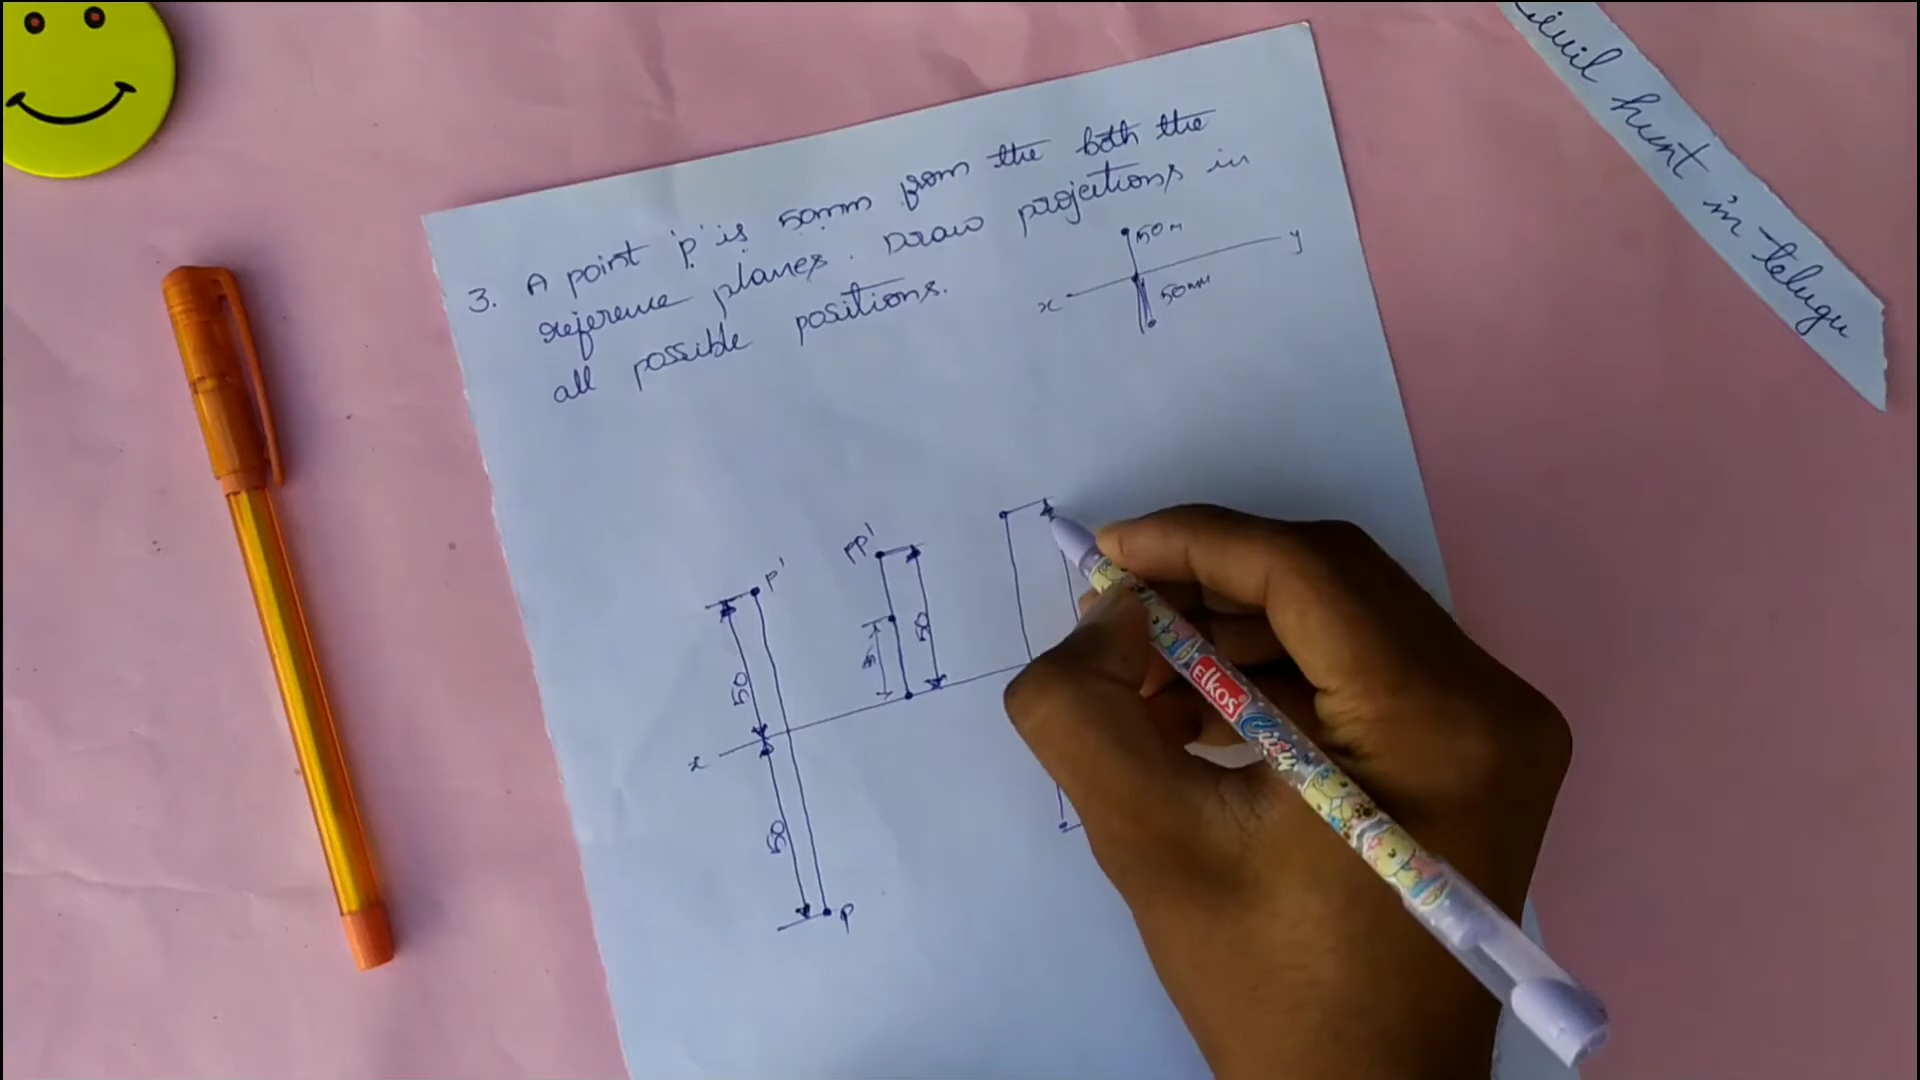 civil hunt in telugu
3. A point 'p' is 50mm from the both the
reference planes. Draw projections in
all possible positions.
50m
x y
50mm
p'
50
x
50
p
pp'
50
Elkos